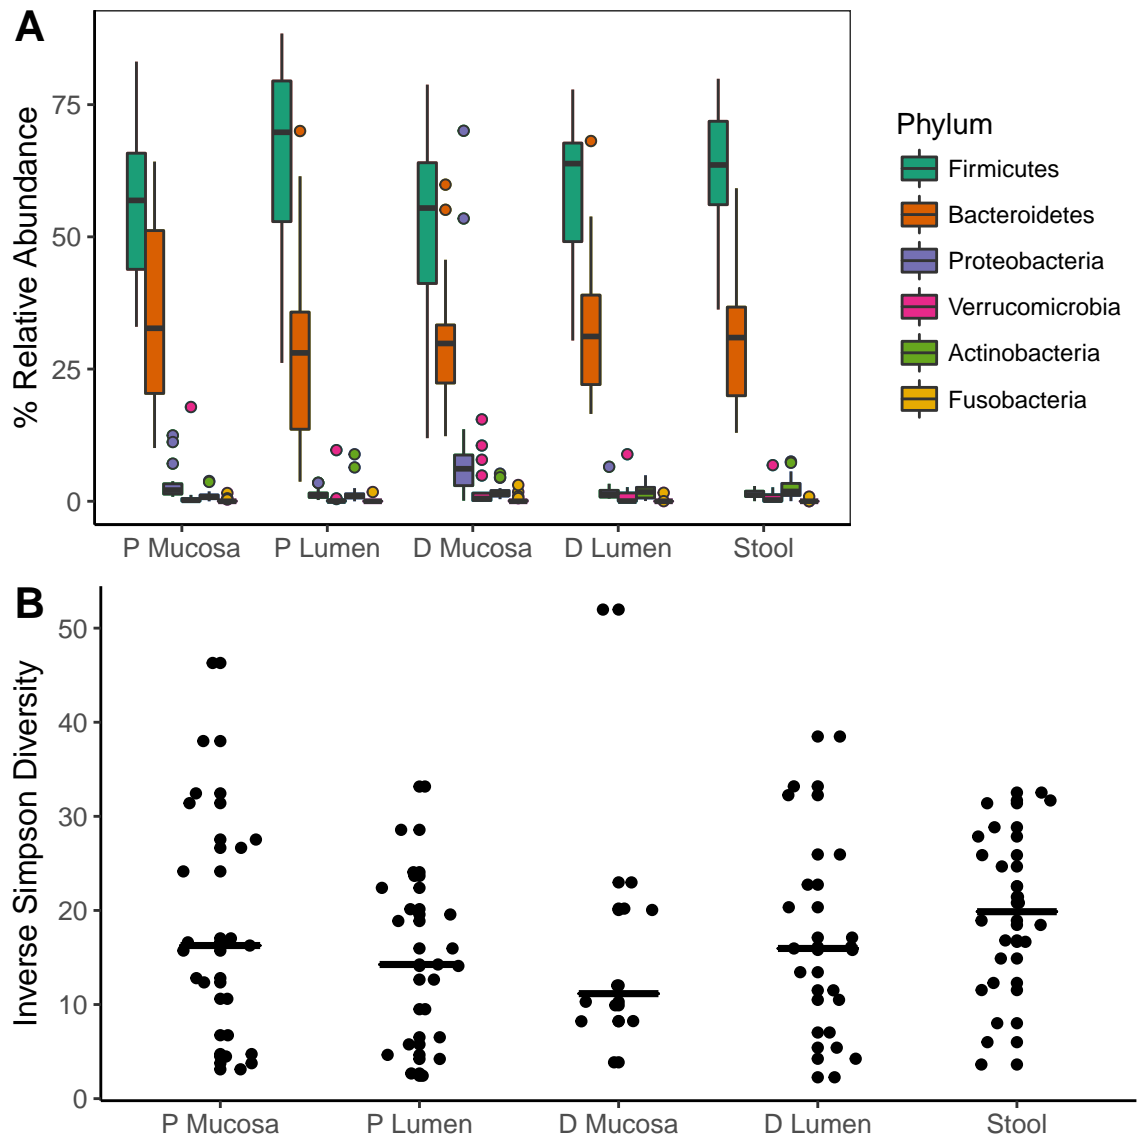 A
% Relative Abundance
75
50
25
0
P Mucosa
P Lumen
D Mucosa
D Lumen
Stool
Phylum
Firmicutes
Bacteroidetes
Proteobacteria
Verrucomicrobia
Actinobacteria
Fusobacteria
B
Inverse Simpson Diversity
50
40
30
20
10
0
P Mucosa
P Lumen
D Mucosa
D Lumen
Stool